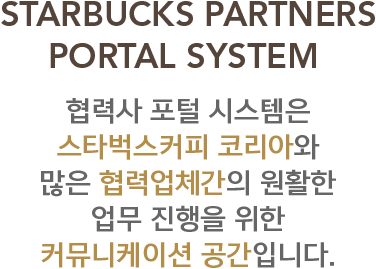 STARBUCKS PARTNERS
PORTAL SYSTEM
협력사 포털 시스템은
스타벅스커피 코리아와
많은 협력업체간의 원활한
업무 진행을 위한
커뮤니케이션 공간입니다.